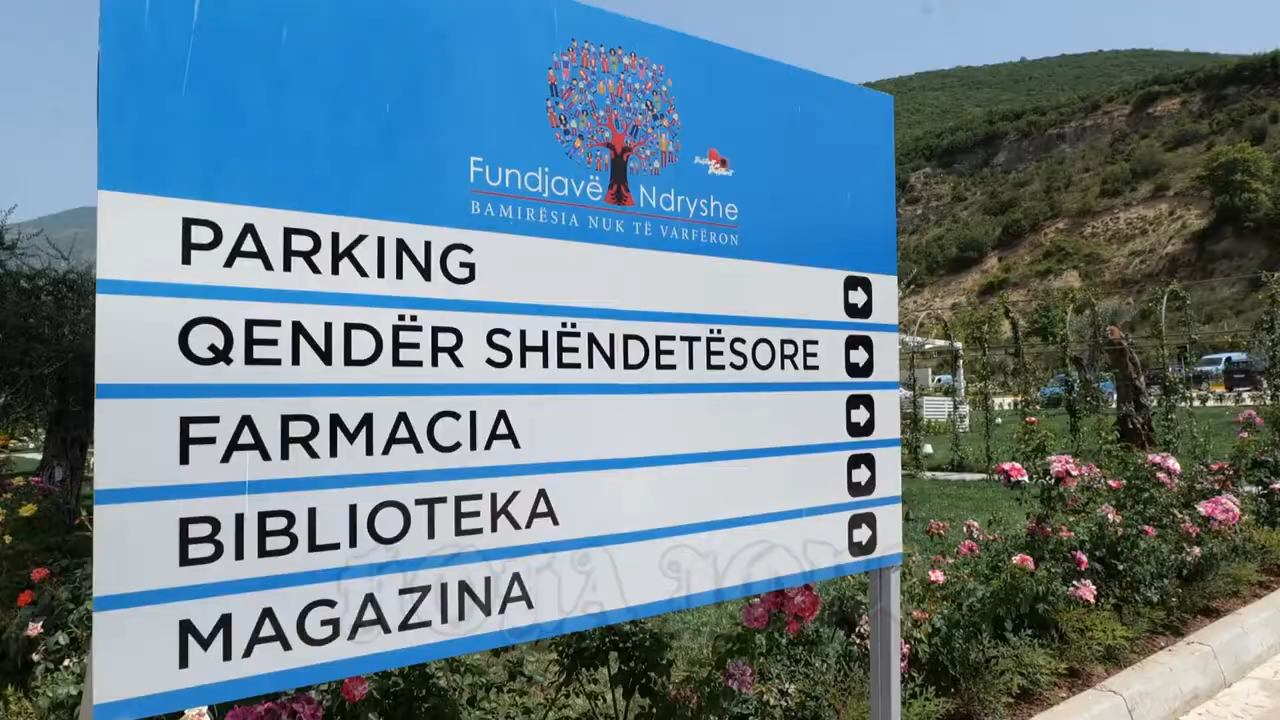 Fundjavë Ndryshe
BAMIRËSIA NUK TË VARFËRON
PARKING
QENDËR SHËNDETËSORE
FARMACIA
BIBLIOTEKA
MAGAZINA